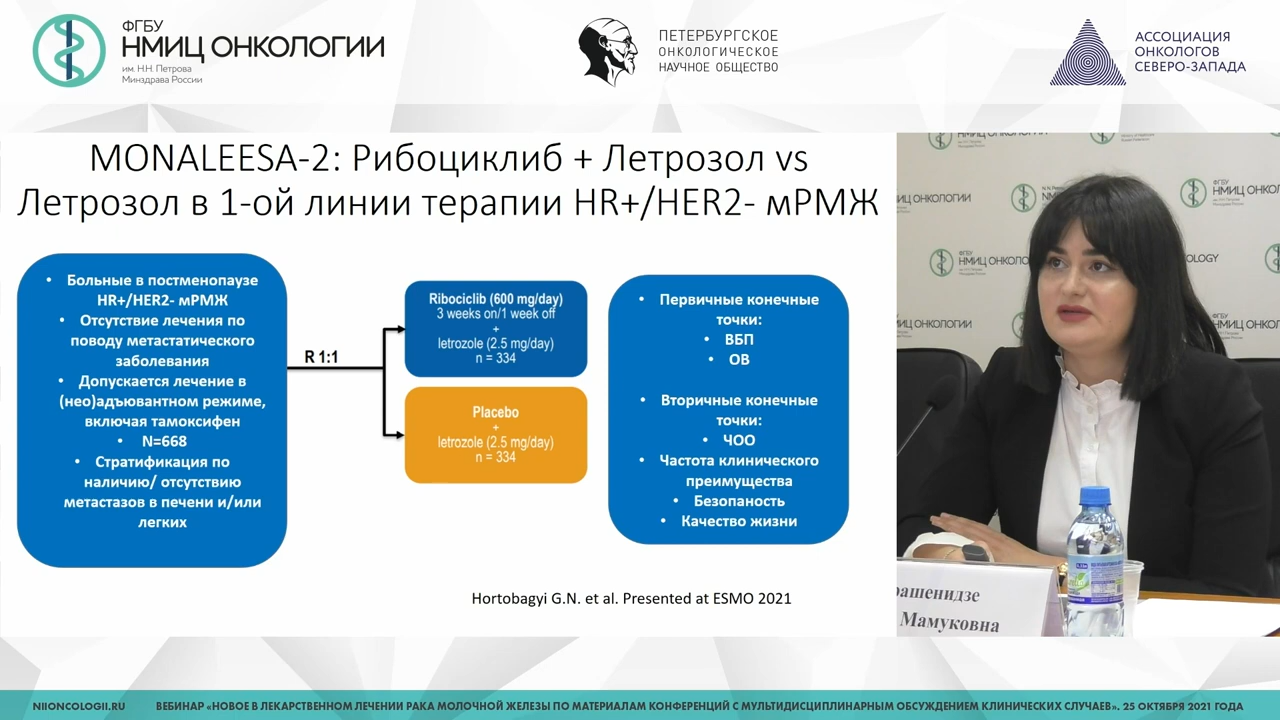 ФГБУ
НМИЦ ОНКОЛОГИИ
им. Н.Н. Петрова
Минздрава России
ПЕТЕРБУРГСКОЕ
ОНКОЛОГИЧЕСКОЕ
НАУЧНОЕ ОБЩЕСТВО
АССОЦИАЦИЯ
ОНКОЛОГОВ
СЕВЕРО-ЗАПАДА
MONALEESA-2: Рибоциклиб + Летрозол vs
Летрозол в 1-ой линии терапии HR+/HER2- мРМЖ
• Больные в постменопаузе
HR+/HER2- мРМЖ
• Отсутствие лечения по
поводу метастатического
заболевания
• Допускается лечение в
(нео)адъювантном режиме,
включая тамоксифен
• N=668
• Стратификация по
наличию/ отсутствию
метастазов в печени и/или
легких
R 1:1
Ribociclib (600 mg/day)
3 weeks on/1 week off
+
letrozole (2.5 mg/day)
n = 334
Placebo
+
letrozole (2.5 mg/day)
n = 334
• Первичные конечные
точки:
• ВБП
• ОВ
• Вторичные конечные
точки:
• ЧОО
• Частота клинического
преимущества
• Безопаность
• Качество жизни
Hortobagyi G.N. et al. Presented at ESMO 2021
ФГБУ
НМИЦ ОНКОЛОГИИ
рашенидзе
Мамуковна
NIIONCOLOGII.RU
ВЕБИНАР «НОВОЕ В ЛЕКАРСТВЕННОМ ЛЕЧЕНИИ РАКА МОЛОЧНОЙ ЖЕЛЕЗЫ ПО МАТЕРИАЛАМ КОНФЕРЕНЦИЙ С МУЛЬТИДИСЦИПЛИНАРНЫМ ОБСУЖДЕНИЕМ КЛИНИЧЕСКИХ СЛУЧАЕВ». 25 ОКТЯБРЯ 2021 ГОДА